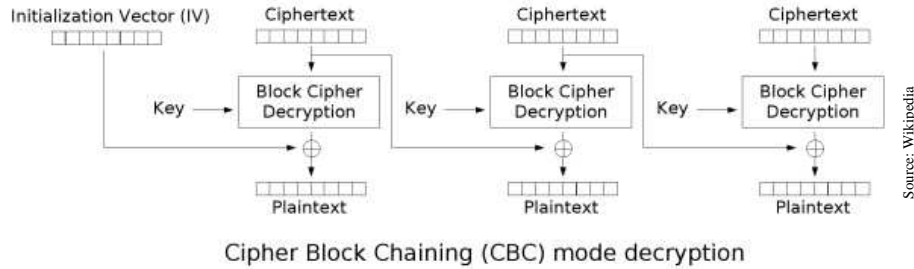 Initialization Vector (IV)
Ciphertext
Ciphertext
Ciphertext
Key
Block Cipher
Decryption
Key
Block Cipher
Decryption
Key
Block Cipher
Decryption
Plaintext
Plaintext
Plaintext
Cipher Block Chaining (CBC) mode decryption
Source: Wikipedia